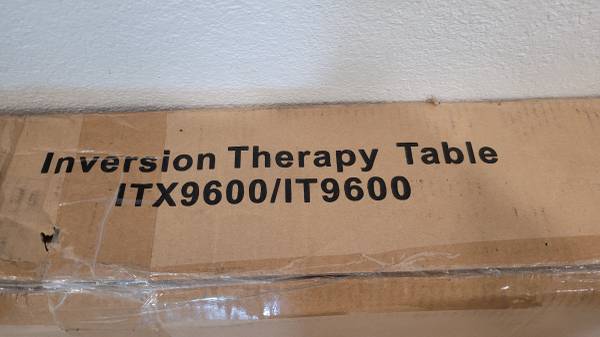 Inversion Therapy Table
ITX9600/IT9600